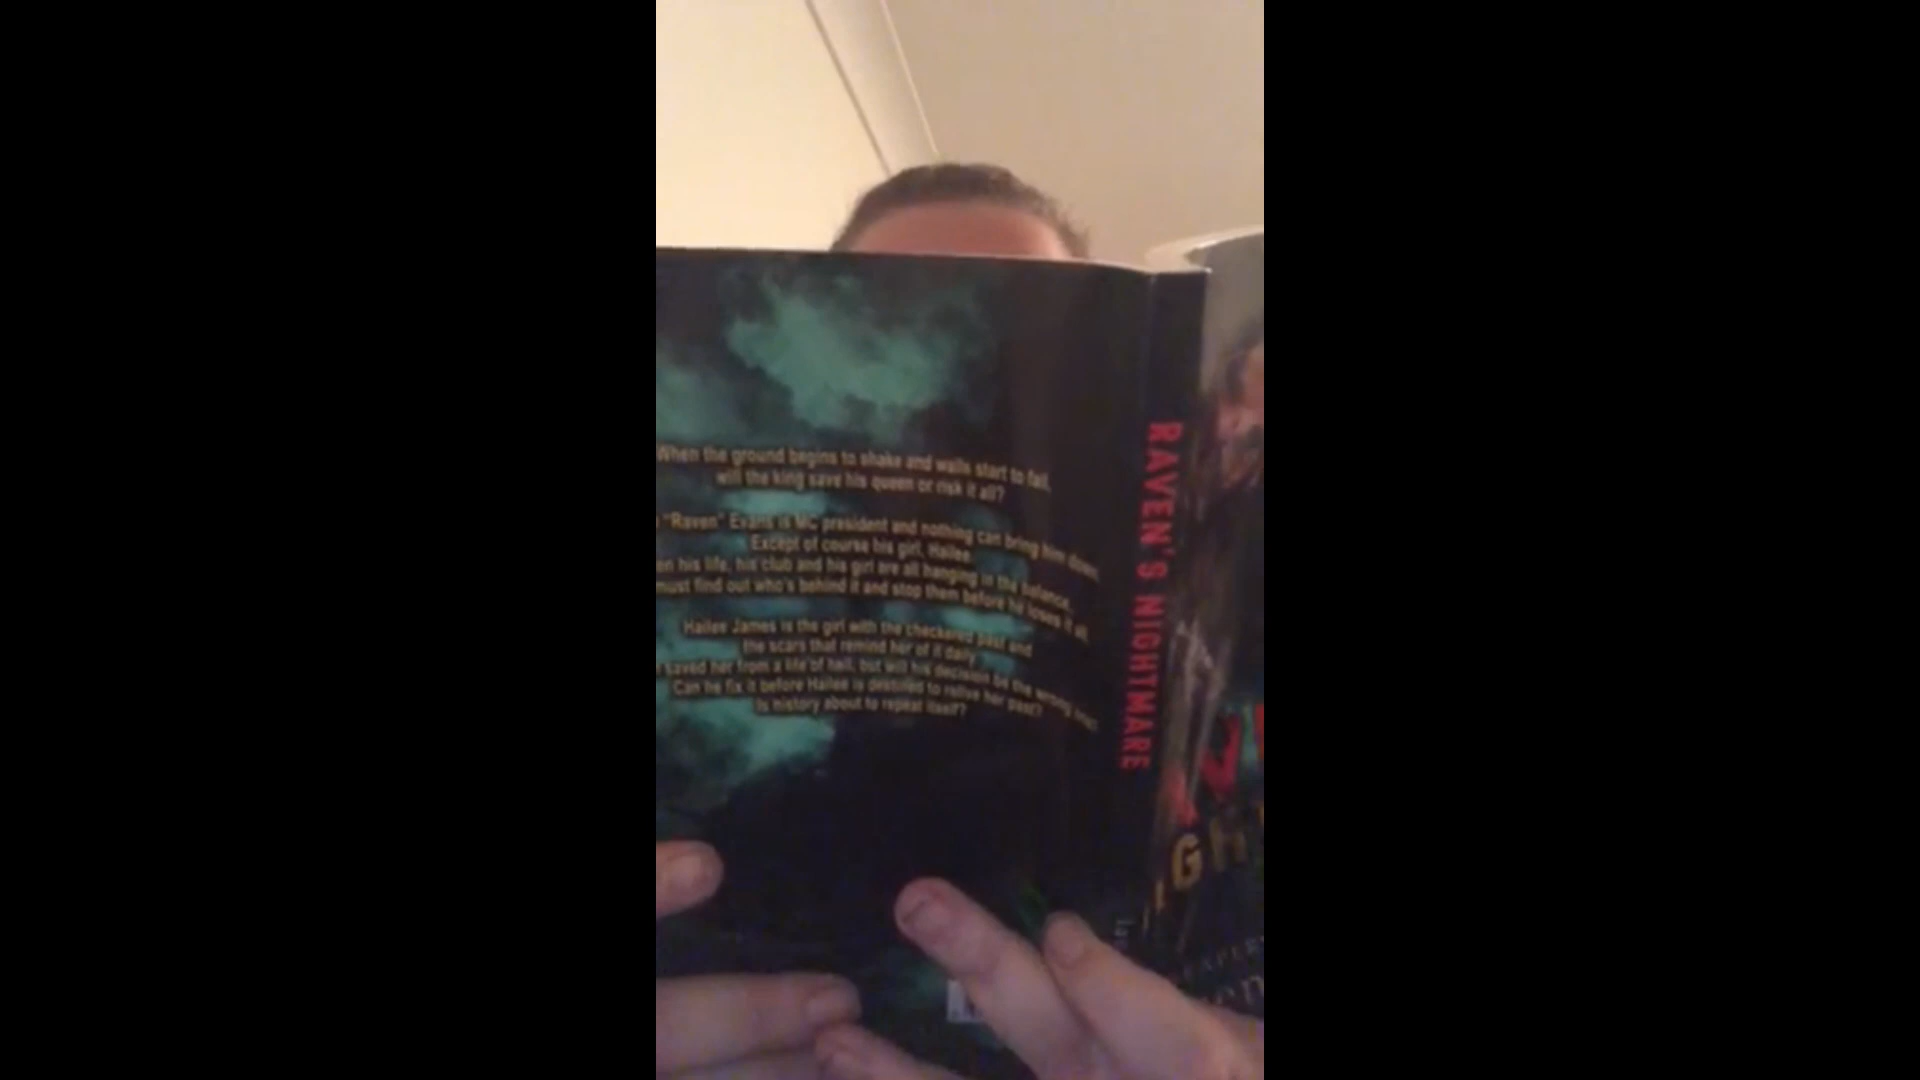 When the ground begins to shake and walls start to fall,
will the king save his queen or risk it all?
"Raven" Evans is MC president and nothing can bring him down.
Except of course his girl, Hailee.
his life, his club and his girl are all hanging in the balance,
must find out who's behind it and stop them before he loses it all.
Hailee James is the girl with the checkered past and
the scars that remind her of it daily.
saved her from a life of hell, but will his decision be the wrong one?
Can he fix it before Hailee is destined to relive her past?
Is history about to repeat itself?
RAVEN'S NIGHTMARE